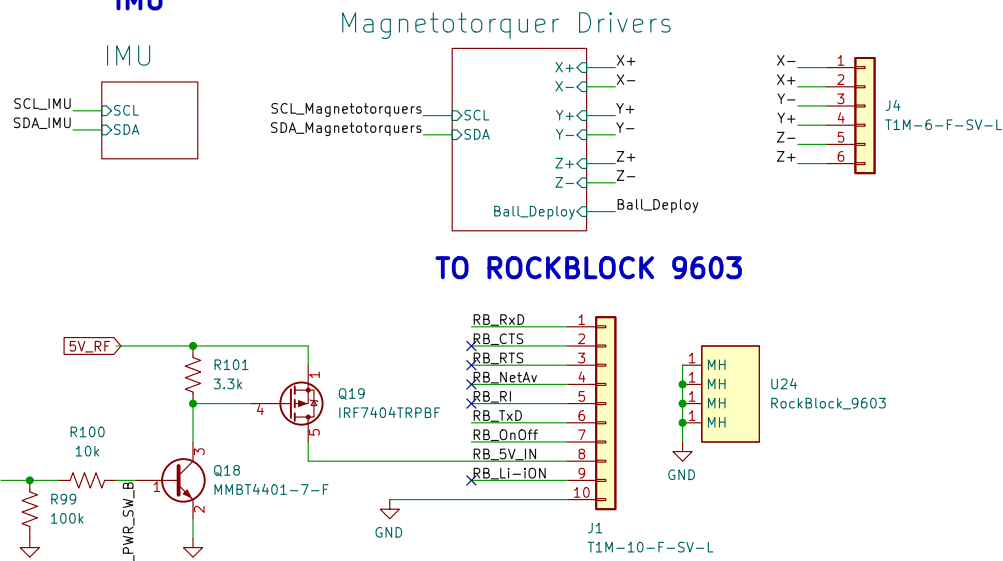 IMU
IMU
SCL_IMU
SDA_IMU
SCL
SDA
Magnetotorquer Drivers
SCL_Magnetotorquers
SDA_Magnetotorquers
SCL
SDA
X+
X-
Y+
Y-
Z+
Z-
Ball_Deploy
X+
X-
Y+
Y-
Z+
Z-
Ball_Deploy
X- 1
X+ 2
Y- 3
Y+ 4
Z- 5
Z+ 6
J4
T1M-6-F-SV-L
TO ROCKBLOCK 9603
5V_RF
R101
3.3k
1
4
5
Q19
IRF7404TRPBF
R100
10k
3
1
2
Q18
MMBT4401-7-F
R99
100k
_PWR_SW_B
RB_RxD 1
RB_CTS 2
RB_RTS 3
RB_NetAv 4
RB_RI 5
RB_TxD 6
RB_OnOff 7
RB_5V_IN 8
RB_Li-iON 9
10
GND
J1
T1M-10-F-SV-L
1 MH
1 MH
1 MH
1 MH
U24
RockBlock_9603
GND